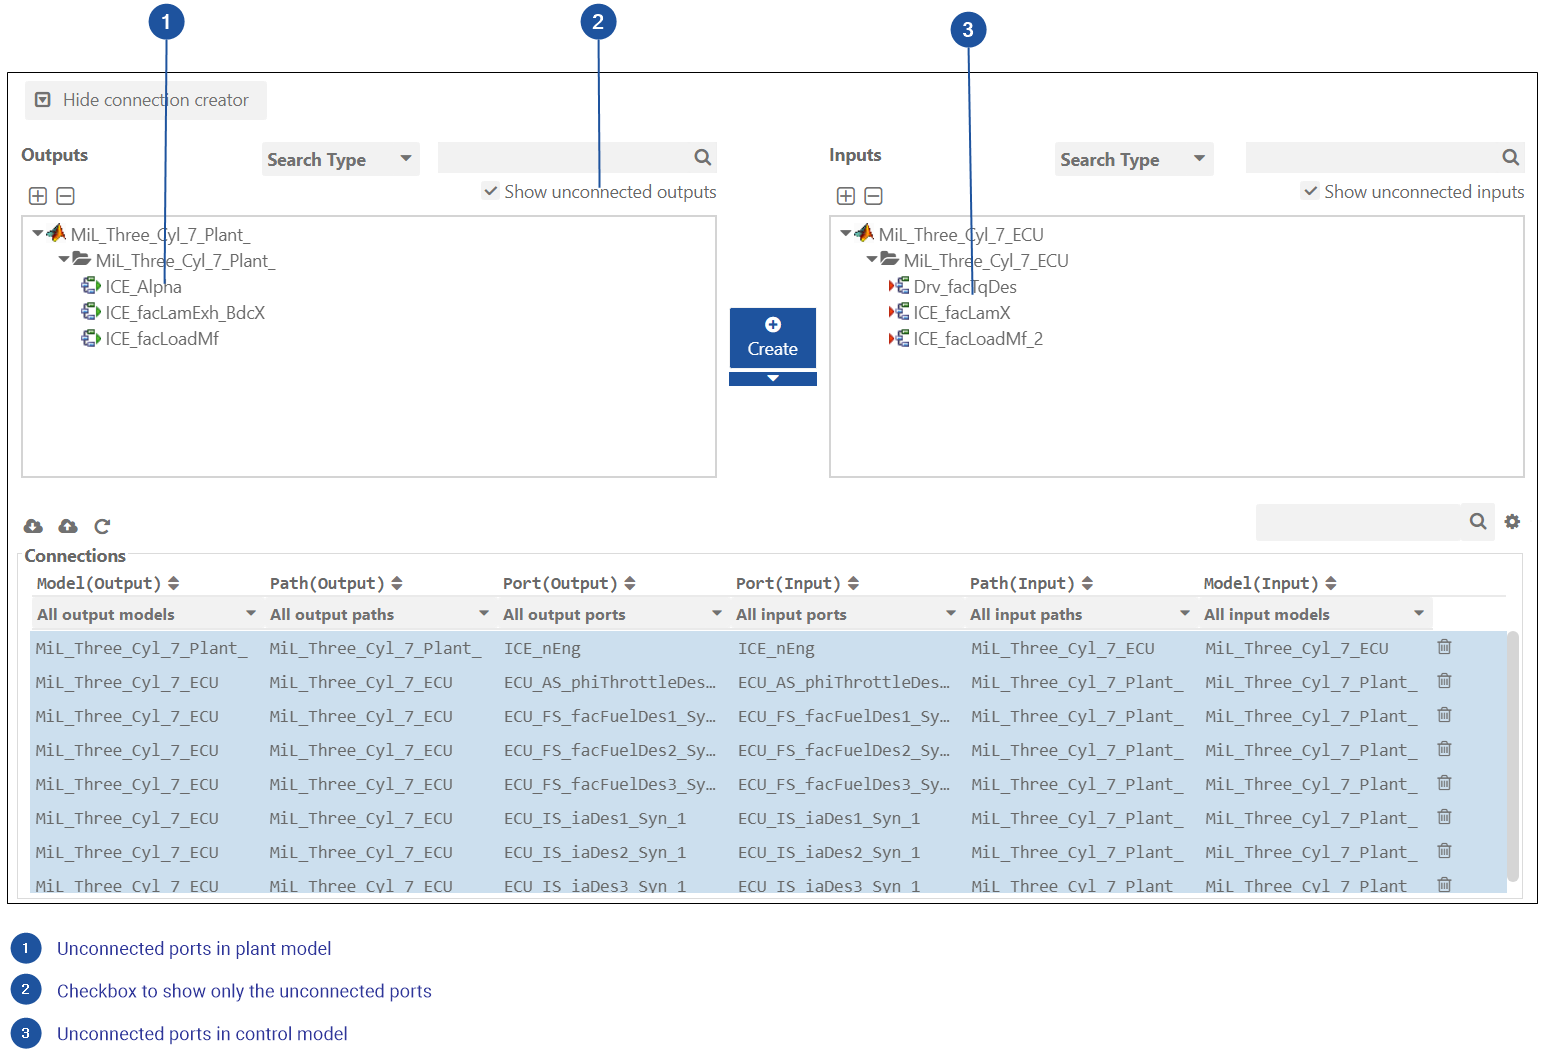 1 2 3
Hide connection creator
Outputs Search Type Inputs Search Type
Show unconnected outputs Show unconnected inputs
MiL_Three_Cyl_7_Plant_ MiL_Three_Cyl_7_ECU
MiL_Three_Cyl_7_Plant_ MiL_Three_Cyl_7_ECU
ICE_Alpha Drv_facTqDes
ICE_facLamExh_BdcX ICE_facLamX
ICE_facLoadMf ICE_facLoadMf_2
Create
Connections
Model(Output) Path(Output) Port(Output) Port(Input) Path(Input) Model(Input)
All output models All output paths All output ports All input ports All input paths All input models
MiL_Three_Cyl_7_Plant_ MiL_Three_Cyl_7_Plant_ ICE_nEng ICE_nEng MiL_Three_Cyl_7_ECU MiL_Three_Cyl_7_ECU
MiL_Three_Cyl_7_ECU MiL_Three_Cyl_7_ECU ECU_AS_phiThrottleDes... ECU_AS_phiThrottleDes... MiL_Three_Cyl_7_Plant_ MiL_Three_Cyl_7_Plant_
MiL_Three_Cyl_7_ECU MiL_Three_Cyl_7_ECU ECU_FS_facFuelDes1_Sy... ECU_FS_facFuelDes1_Sy... MiL_Three_Cyl_7_Plant_ MiL_Three_Cyl_7_Plant_
MiL_Three_Cyl_7_ECU MiL_Three_Cyl_7_ECU ECU_FS_facFuelDes2_Sy... ECU_FS_facFuelDes2_Sy... MiL_Three_Cyl_7_Plant_ MiL_Three_Cyl_7_Plant_
MiL_Three_Cyl_7_ECU MiL_Three_Cyl_7_ECU ECU_FS_facFuelDes3_Sy... ECU_FS_facFuelDes3_Sy... MiL_Three_Cyl_7_Plant_ MiL_Three_Cyl_7_Plant_
MiL_Three_Cyl_7_ECU MiL_Three_Cyl_7_ECU ECU_IS_iaDes1_Syn_1 ECU_IS_iaDes1_Syn_1 MiL_Three_Cyl_7_Plant_ MiL_Three_Cyl_7_Plant_
MiL_Three_Cyl_7_ECU MiL_Three_Cyl_7_ECU ECU_IS_iaDes2_Syn_1 ECU_IS_iaDes2_Syn_1 MiL_Three_Cyl_7_Plant_ MiL_Three_Cyl_7_Plant_
MiL_Three_Cyl_7_ECU MiL_Three_Cyl_7_ECU ECU_IS_iaDes3_Syn_1 ECU_IS_iaDes3_Syn_1 MiL_Three_Cyl_7_Plant_ MiL_Three_Cyl_7_Plant_
1 Unconnected ports in plant model
2 Checkbox to show only the unconnected ports
3 Unconnected ports in control model